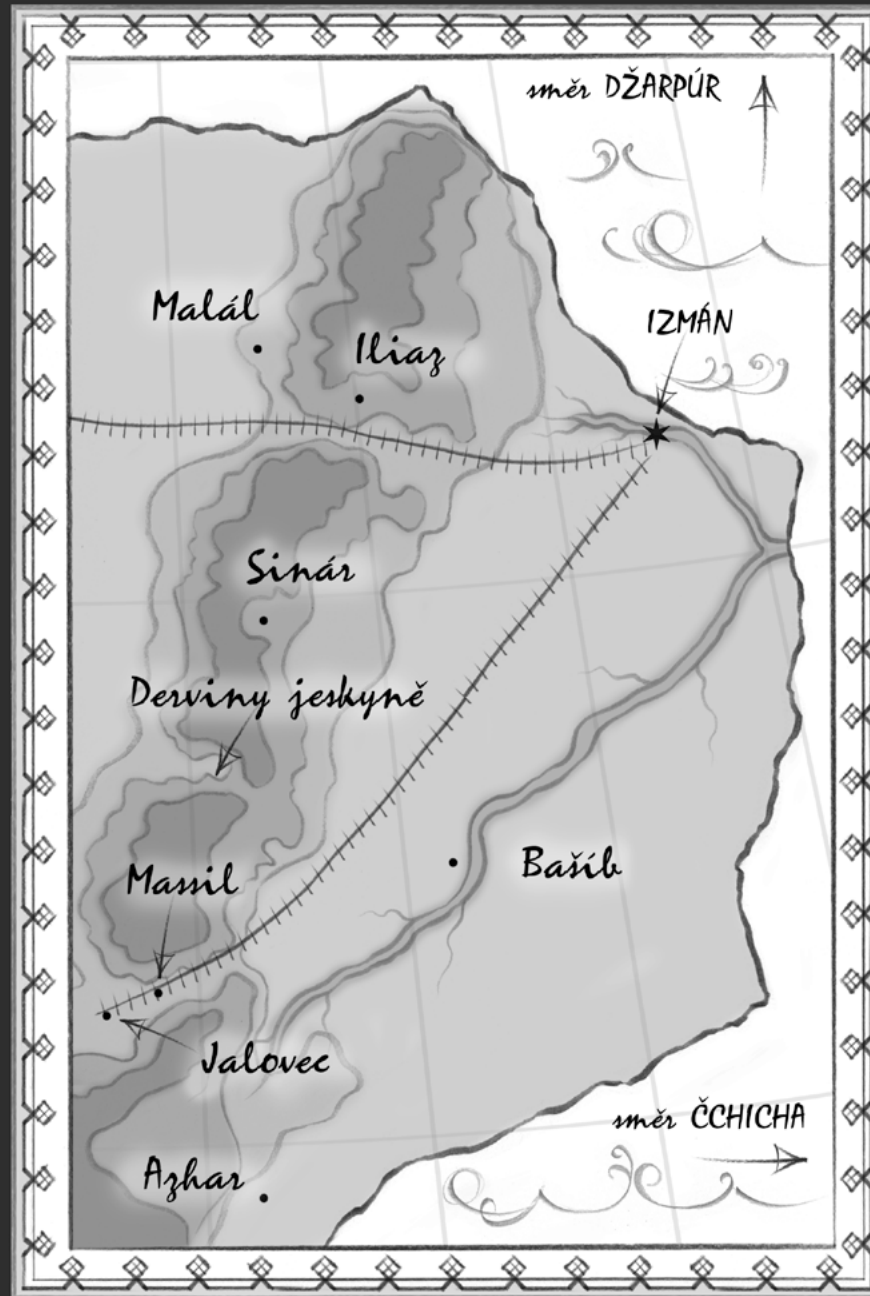 směr DŽARPÚR
Malál
IZMÁN
Iliaz
Sinár
Derviny jeskyně
Bašíb
Massil
Jalovec
směr ČCHICHA
Azhar